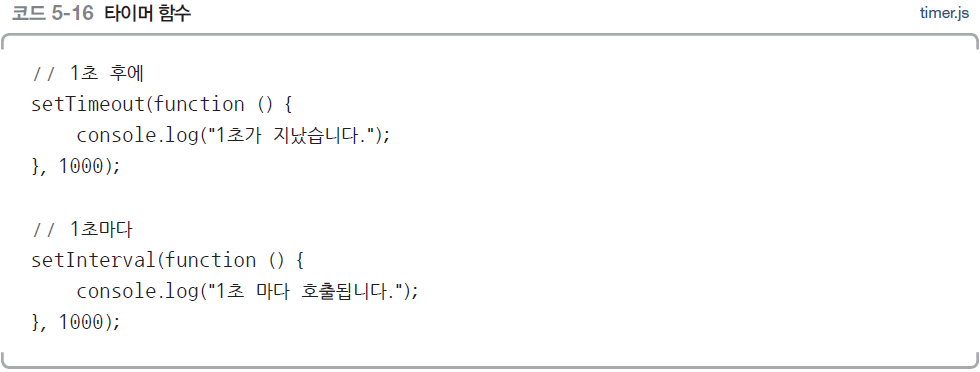 코드 5-16 타이머 함수
timer.js
// 1초 후에
setTimeout(function () {
    console.log("1초가 지났습니다.");
}, 1000);

// 1초마다
setInterval(function () {
    console.log("1초 마다 호출됩니다.");
}, 1000);